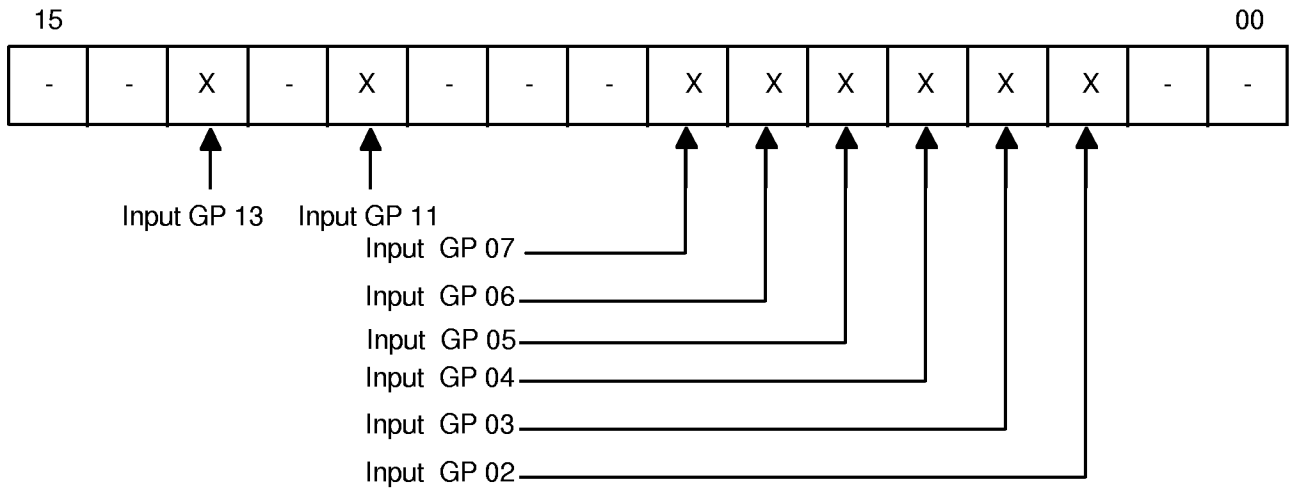 15 00
- - X - X - - - X X X X X X - -
Input GP 13 Input GP 11
Input GP 07
Input GP 06
Input GP 05
Input GP 04
Input GP 03
Input GP 02